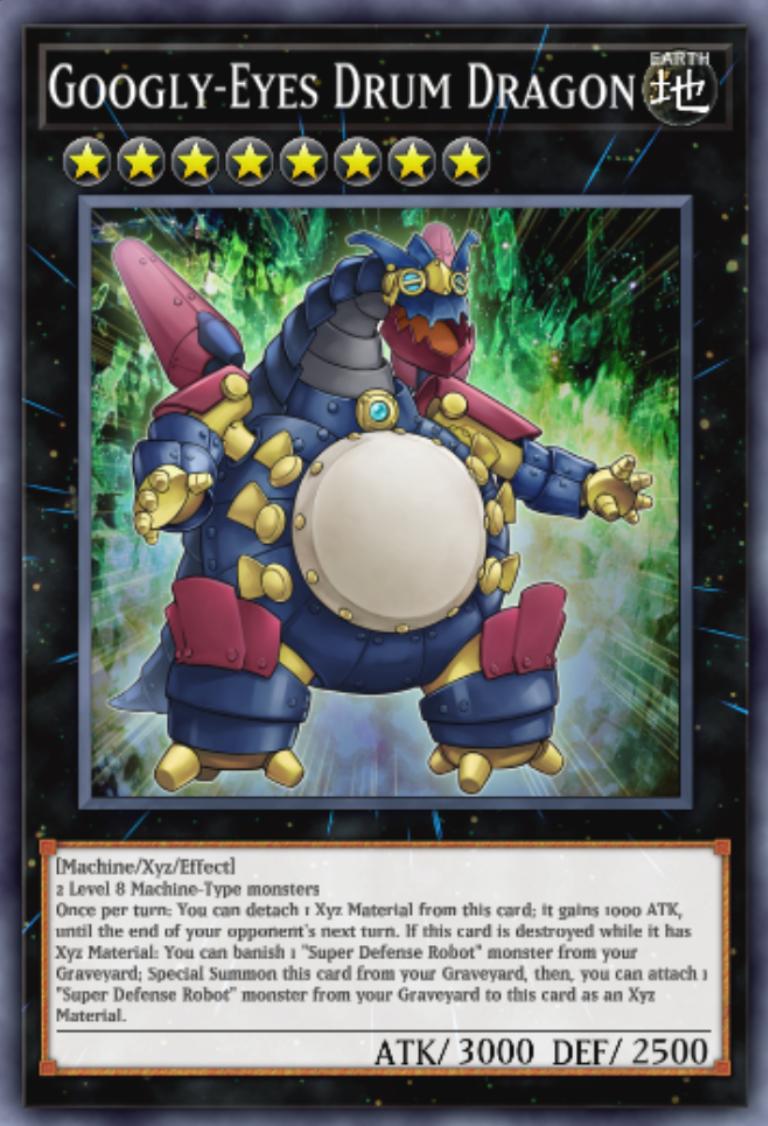 Googly-Eyes Drum Dragon
EARTH
地
[Machine/Xyz/Effect]
2 Level 8 Machine-Type monsters
Once per turn: You can detach 1 Xyz Material from this card; it gains 1000 ATK,
until the end of your opponent's next turn. If this card is destroyed while it has
Xyz Material: You can banish 1 "Super Defense Robot" monster from your
Graveyard; Special Summon this card from your Graveyard, then, you can attach 1
"Super Defense Robot" monster from your Graveyard to this card as an Xyz
Material.
ATK/ 3000 DEF/ 2500